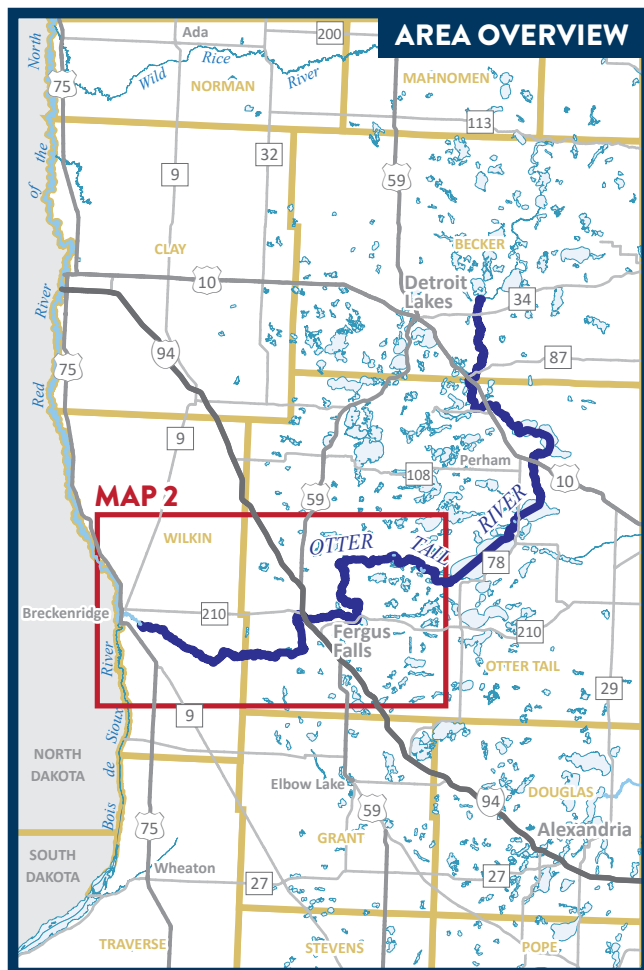 AREA OVERVIEW
North
of the
Red
River
Ada
200
Wild Rice River
NORMAN
MAHNOMEN
75
113
32
9
59
CLAY
BECKER
10
Detroit
Lakes
34
94
75
87
9
Perham
108
10
59
MAP 2
WILKIN
OTTER TAIL RIVER
78
Breckenridge
210
Fergus
Falls
210
OTTER TAIL
29
9
Bois de Sioux River
NORTH
DAKOTA
Elbow Lake
59
94
DOUGLAS
75
GRANT
Alexandria
SOUTH
DAKOTA
Wheaton
27
27
TRAVERSE
STEVENS
POPE